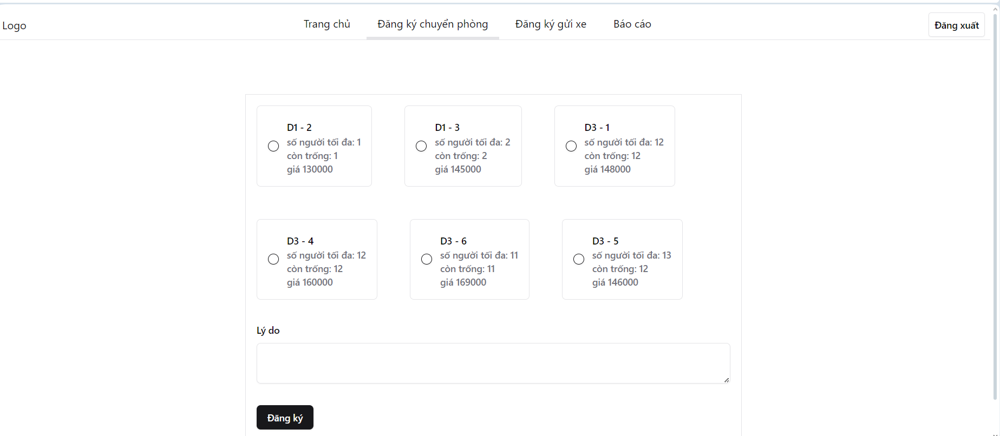 Logo
Trang chủ
Đăng ký chuyển phòng
Đăng ký gửi xe
Báo cáo
Đăng xuất
D1 - 2
số người tối đa: 1
còn trống: 1
giá 130000
D1 - 3
số người tối đa: 2
còn trống: 2
giá 145000
D3 - 1
số người tối đa: 12
còn trống: 12
giá 148000
D3 - 4
số người tối đa: 12
còn trống: 12
giá 160000
D3 - 6
số người tối đa: 11
còn trống: 11
giá 169000
D3 - 5
số người tối đa: 13
còn trống: 12
giá 146000
Lý do
Đăng ký